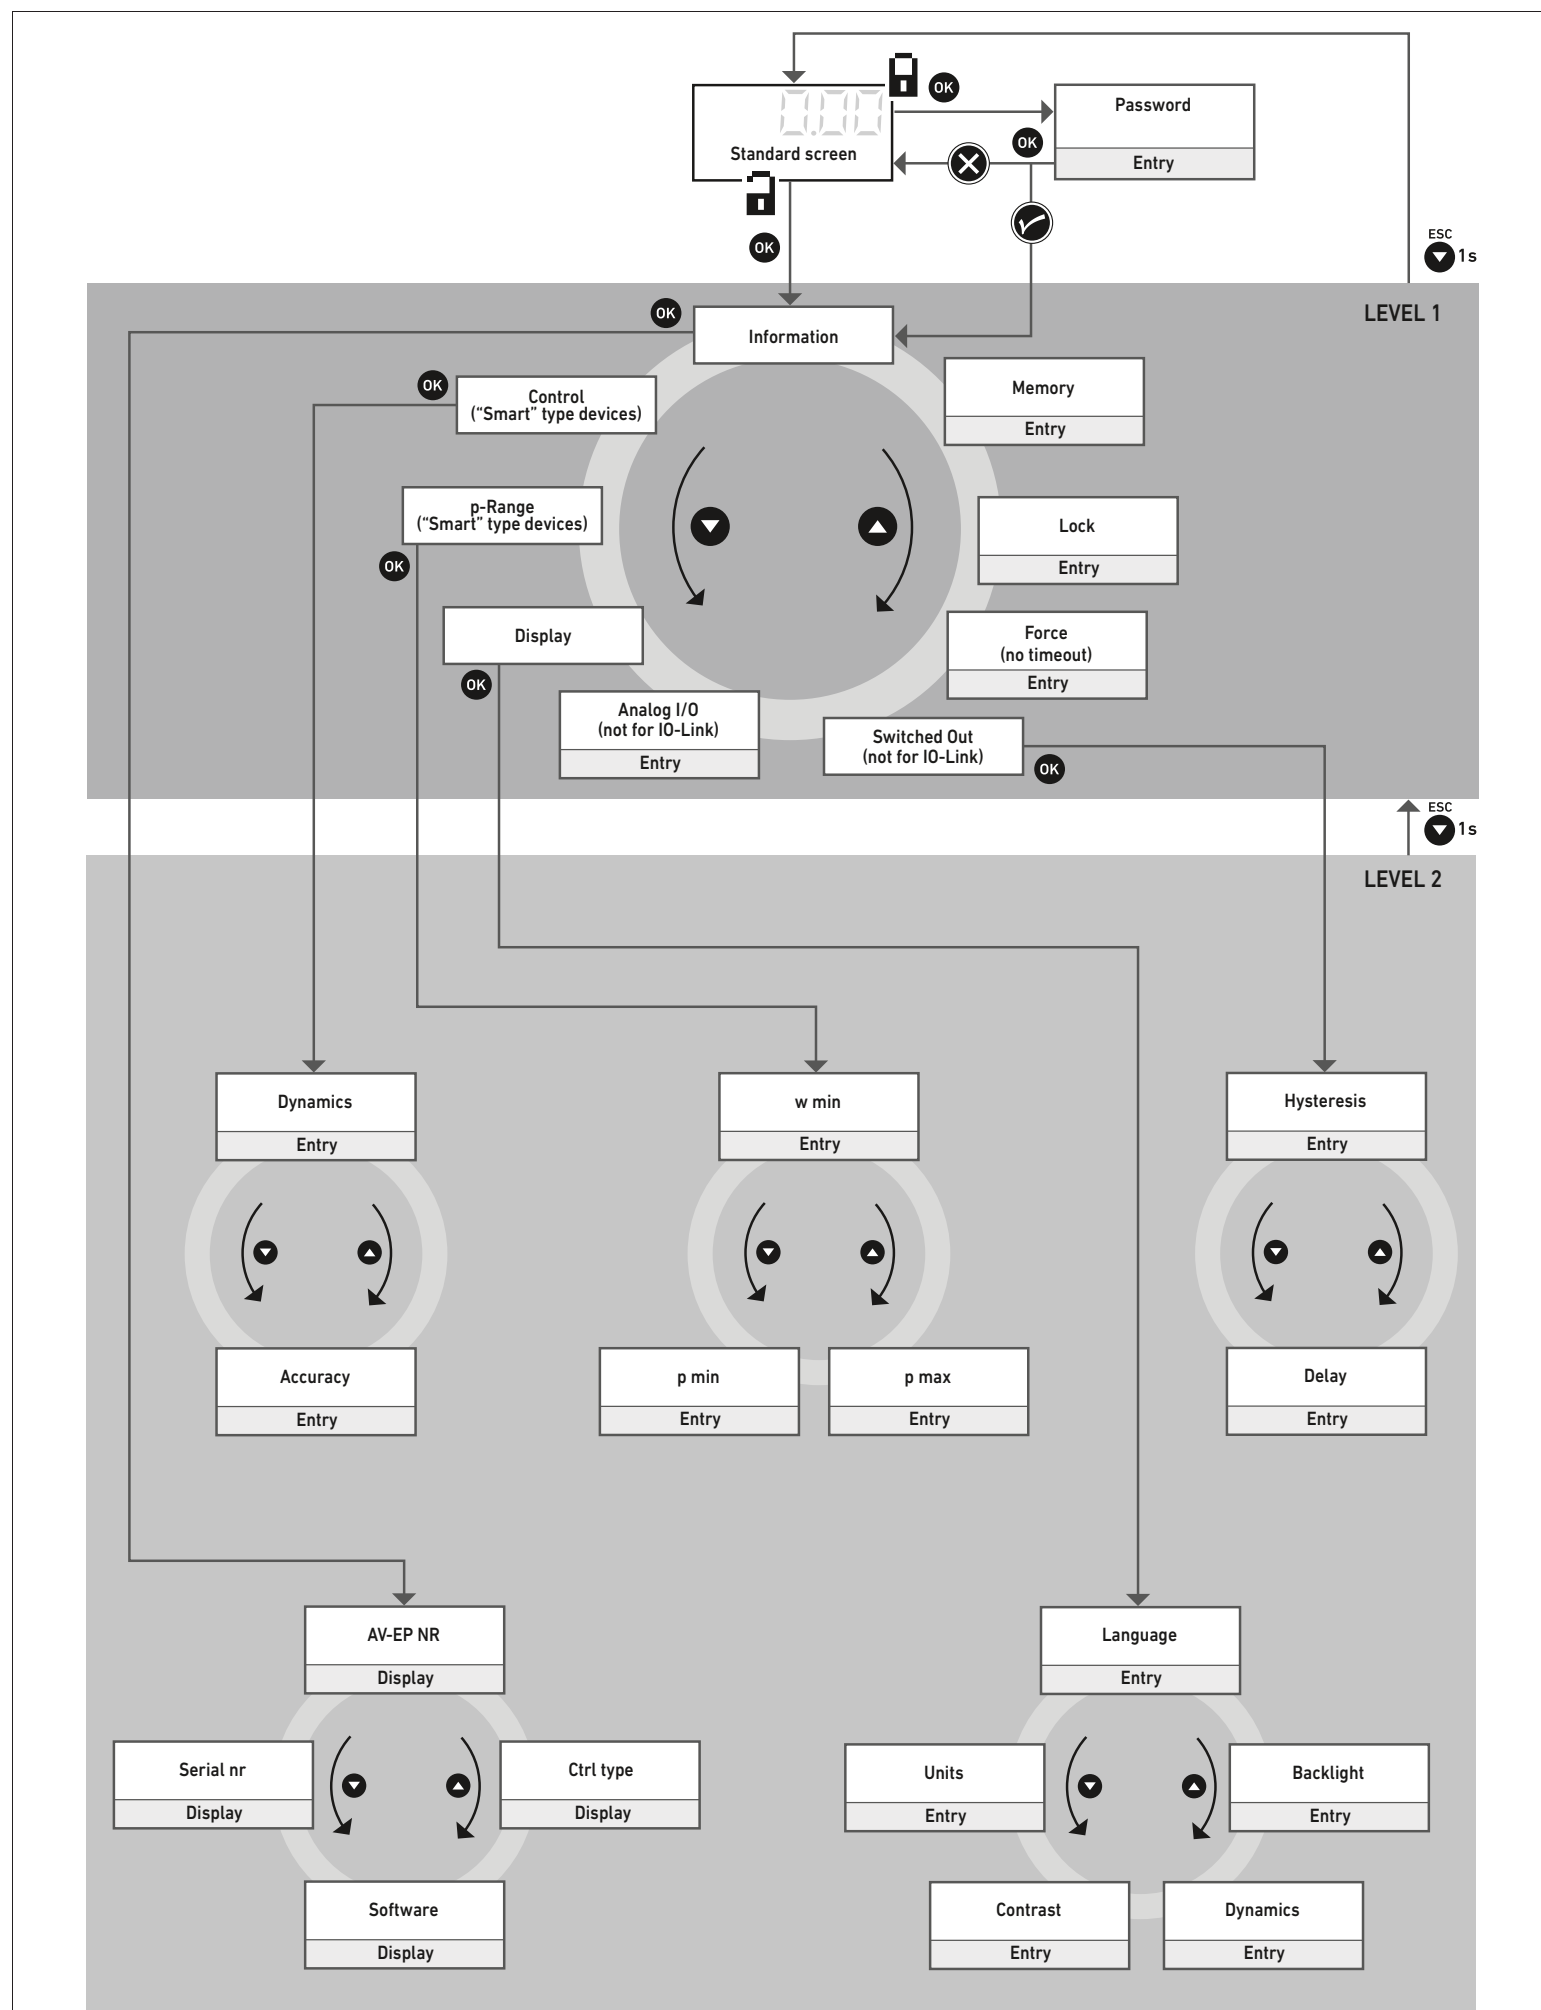 OK
0.00
Password
OK
Standard screen
Entry
OK
ESC
1s
LEVEL 1
OK
Information
OK
Control
(“Smart” type devices)
Memory
Entry
p-Range
(“Smart” type devices)
OK
Lock
Entry
Display
OK
Force
(no timeout)
Entry
Analog I/O
(not for IO-Link)
Entry
Switched Out
(not for IO-Link)
OK
ESC
1s
LEVEL 2
Dynamics
Entry
w min
Entry
Hysteresis
Entry
Accuracy
Entry
p min
Entry
p max
Entry
Delay
Entry
AV-EP NR
Display
Language
Entry
Serial nr
Display
Ctrl type
Display
Units
Entry
Backlight
Entry
Software
Display
Contrast
Entry
Dynamics
Entry